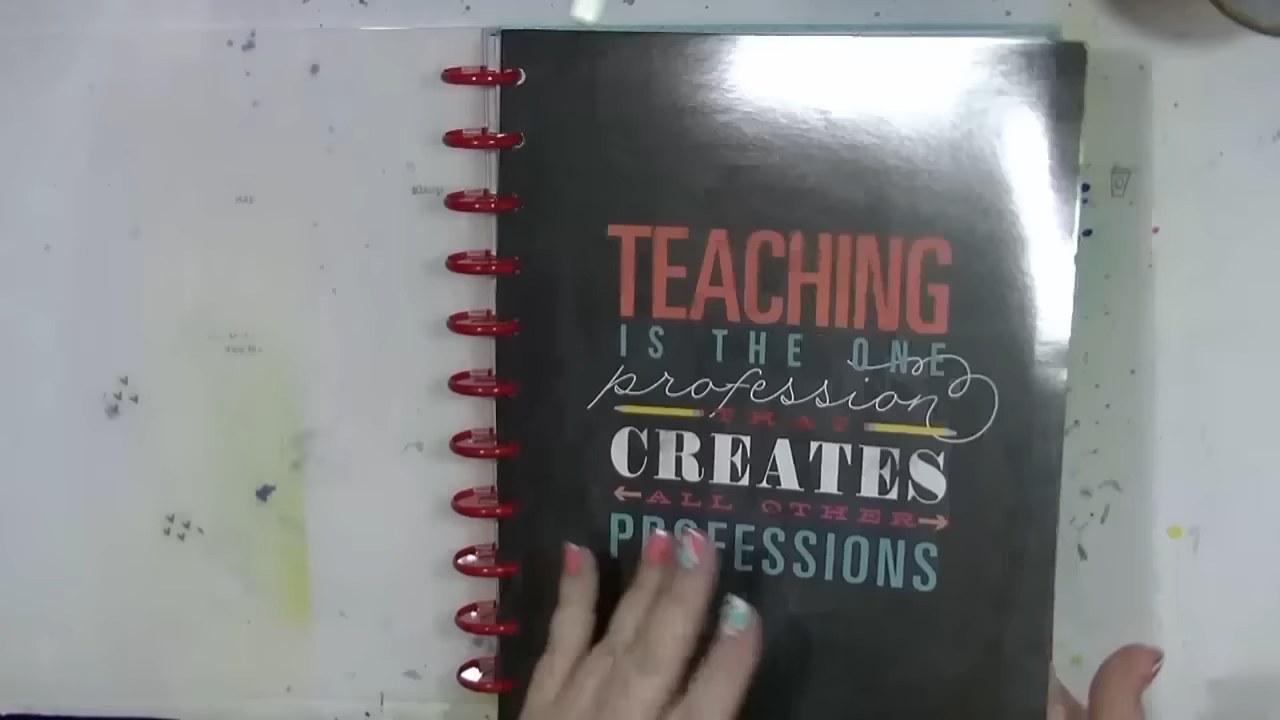 TEACHING
IS THE ONE
profession
THAT
CREATES
ALL OTHER
PROFESSIONS